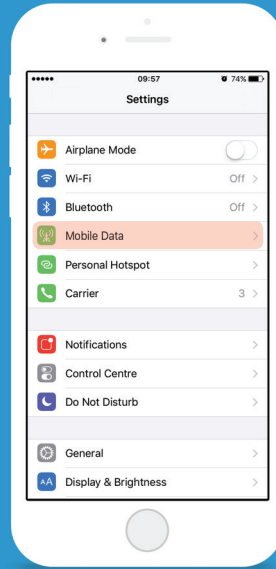 09:57
74%
Settings
Airplane Mode
Wi-Fi Off
Bluetooth Off
Mobile Data
Personal Hotspot
Carrier 3
Notifications
Control Centre
Do Not Disturb
General
AA Display & Brightness